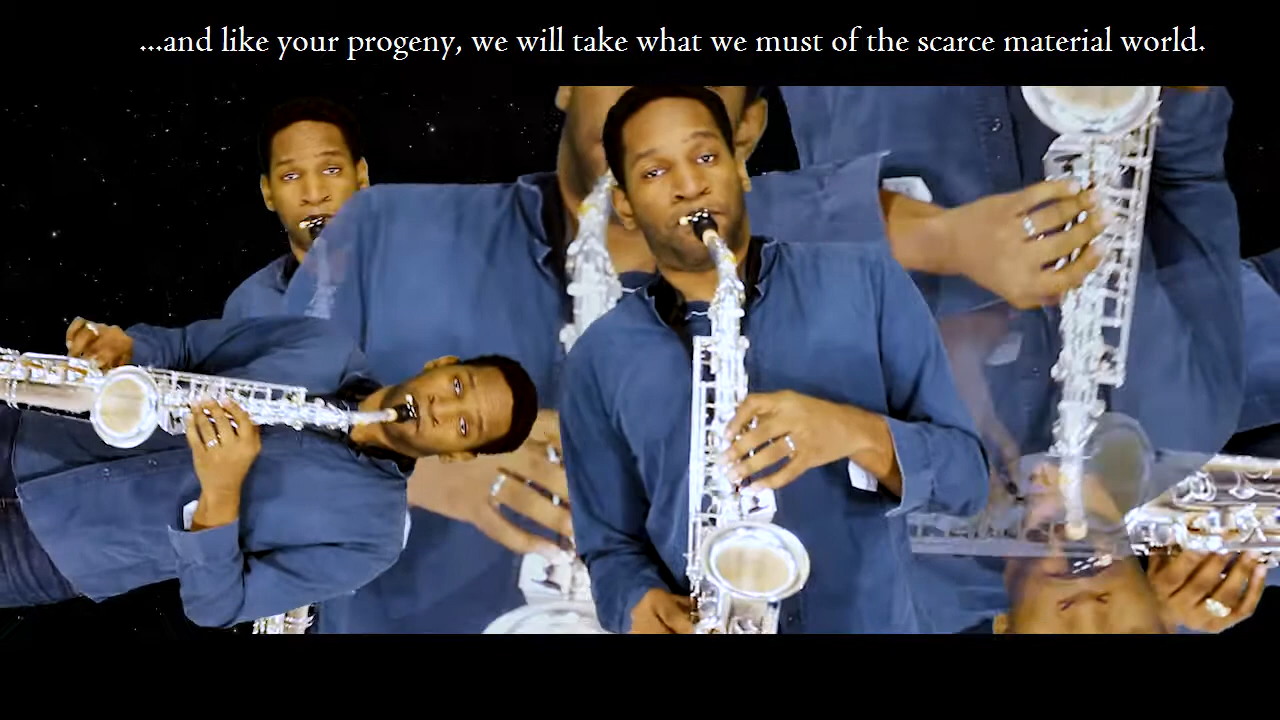 ...and like your progeny, we will take what we must of the scarce material world.